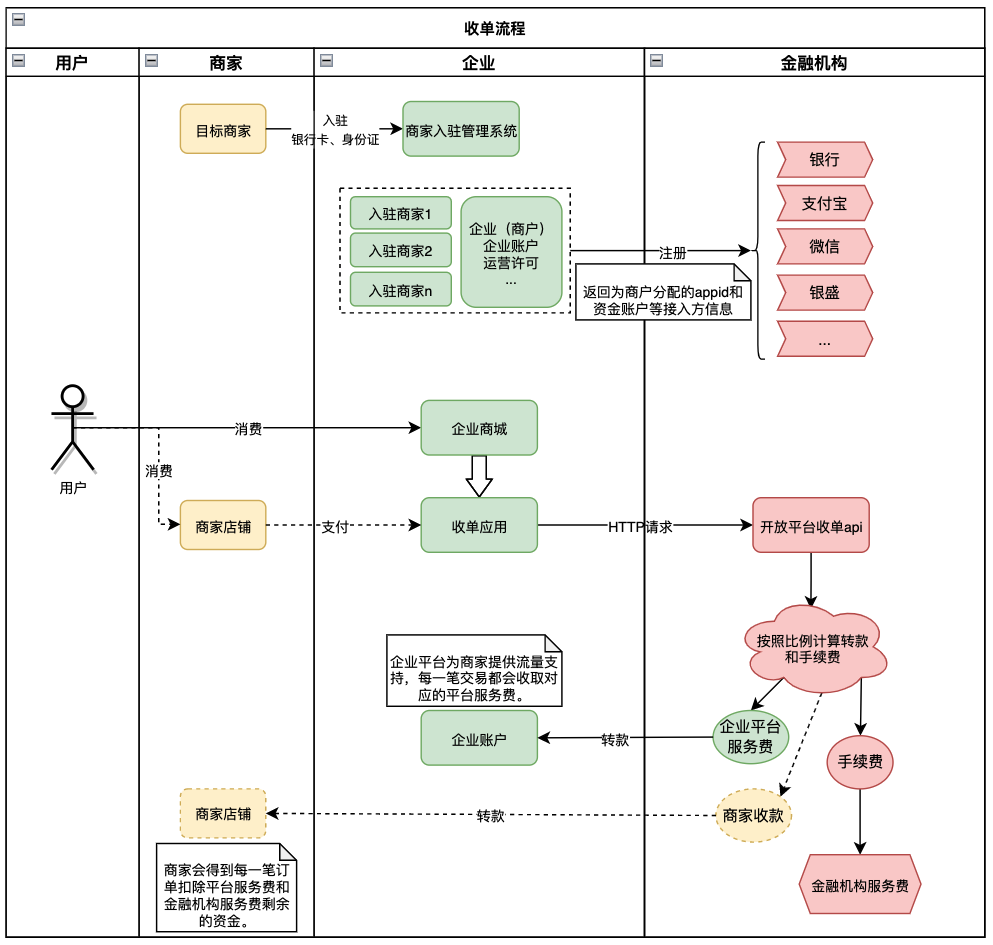 收单流程
用户
商家
企业
金融机构
目标商家
入驻
银行卡、身份证
商家入驻管理系统
入驻商家1
入驻商家2
入驻商家n
企业（商户）
企业账户
运营许可
...
注册
返回为商户分配的appid和
资金账户等接入方信息
银行
支付宝
微信
银盛
...
用户
消费
消费
企业商城
商家店铺
支付
收单应用
HTTP请求
开放平台收单api
按照比例计算转款
和手续费
企业平台为商家提供流量支
持，每一笔交易都会收取对
应的平台服务费。
企业账户
转款
企业平台
服务费
手续费
商家店铺
转款
商家收款
商家会得到每一笔订
单扣除平台服务费和
金融机构服务费剩余
的资金。
金融机构服务费